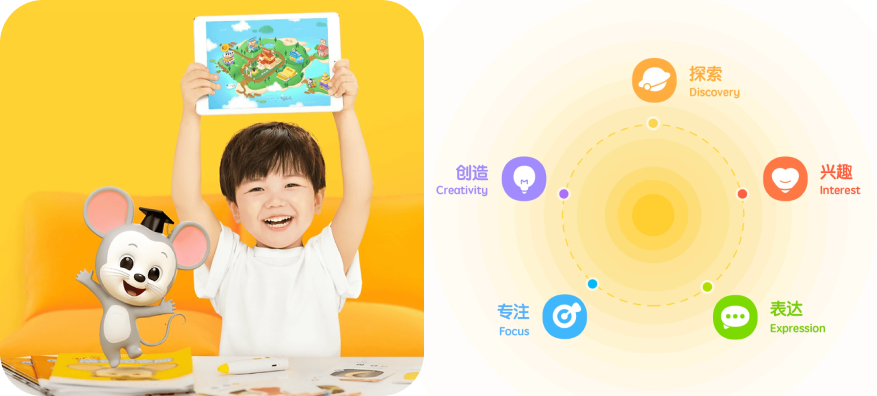 探索
Discovery
创造
Creativity
兴趣
Interest
专注
Focus
表达
Expression